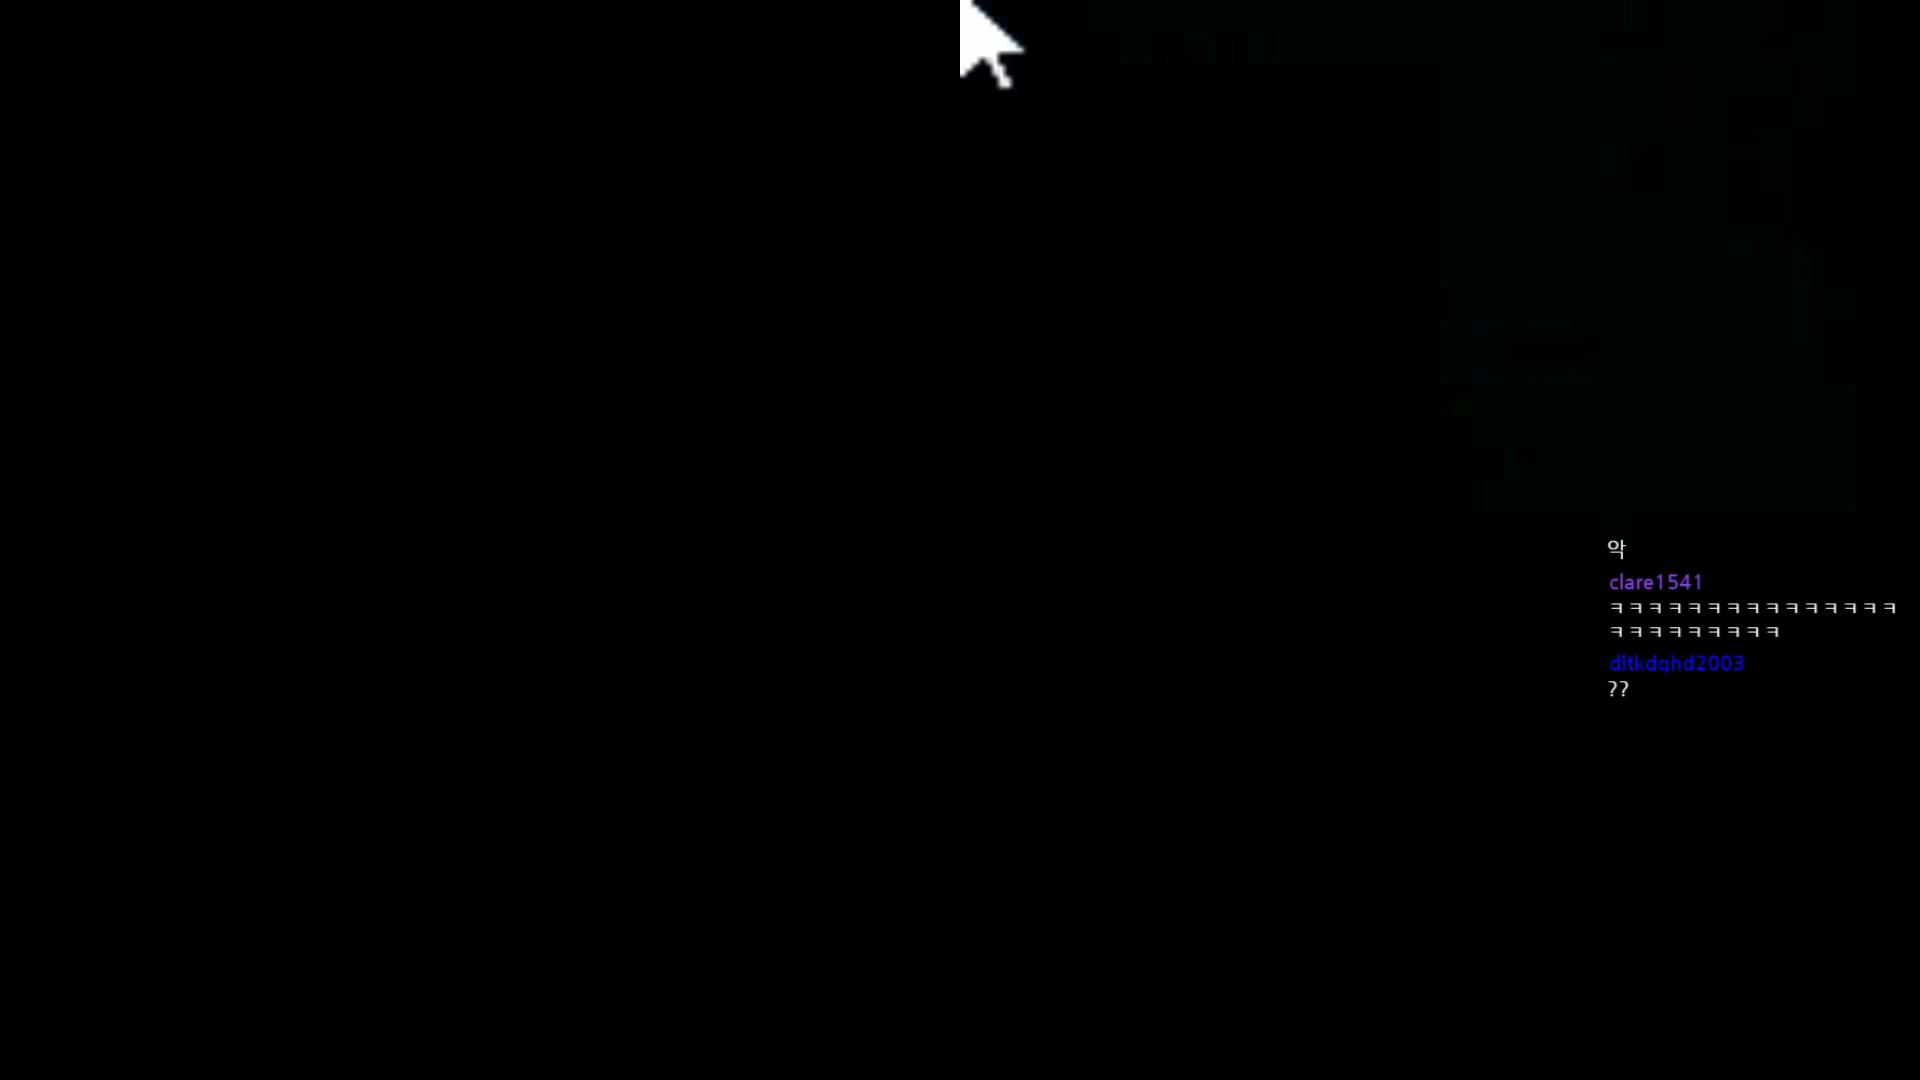 악
clare1541
ㅋㅋㅋㅋㅋㅋㅋㅋㅋㅋㅋㅋㅋㅋㅋ
ㅋㅋㅋㅋㅋㅋㅋㅋㅋ
dltkdqhd2003
??